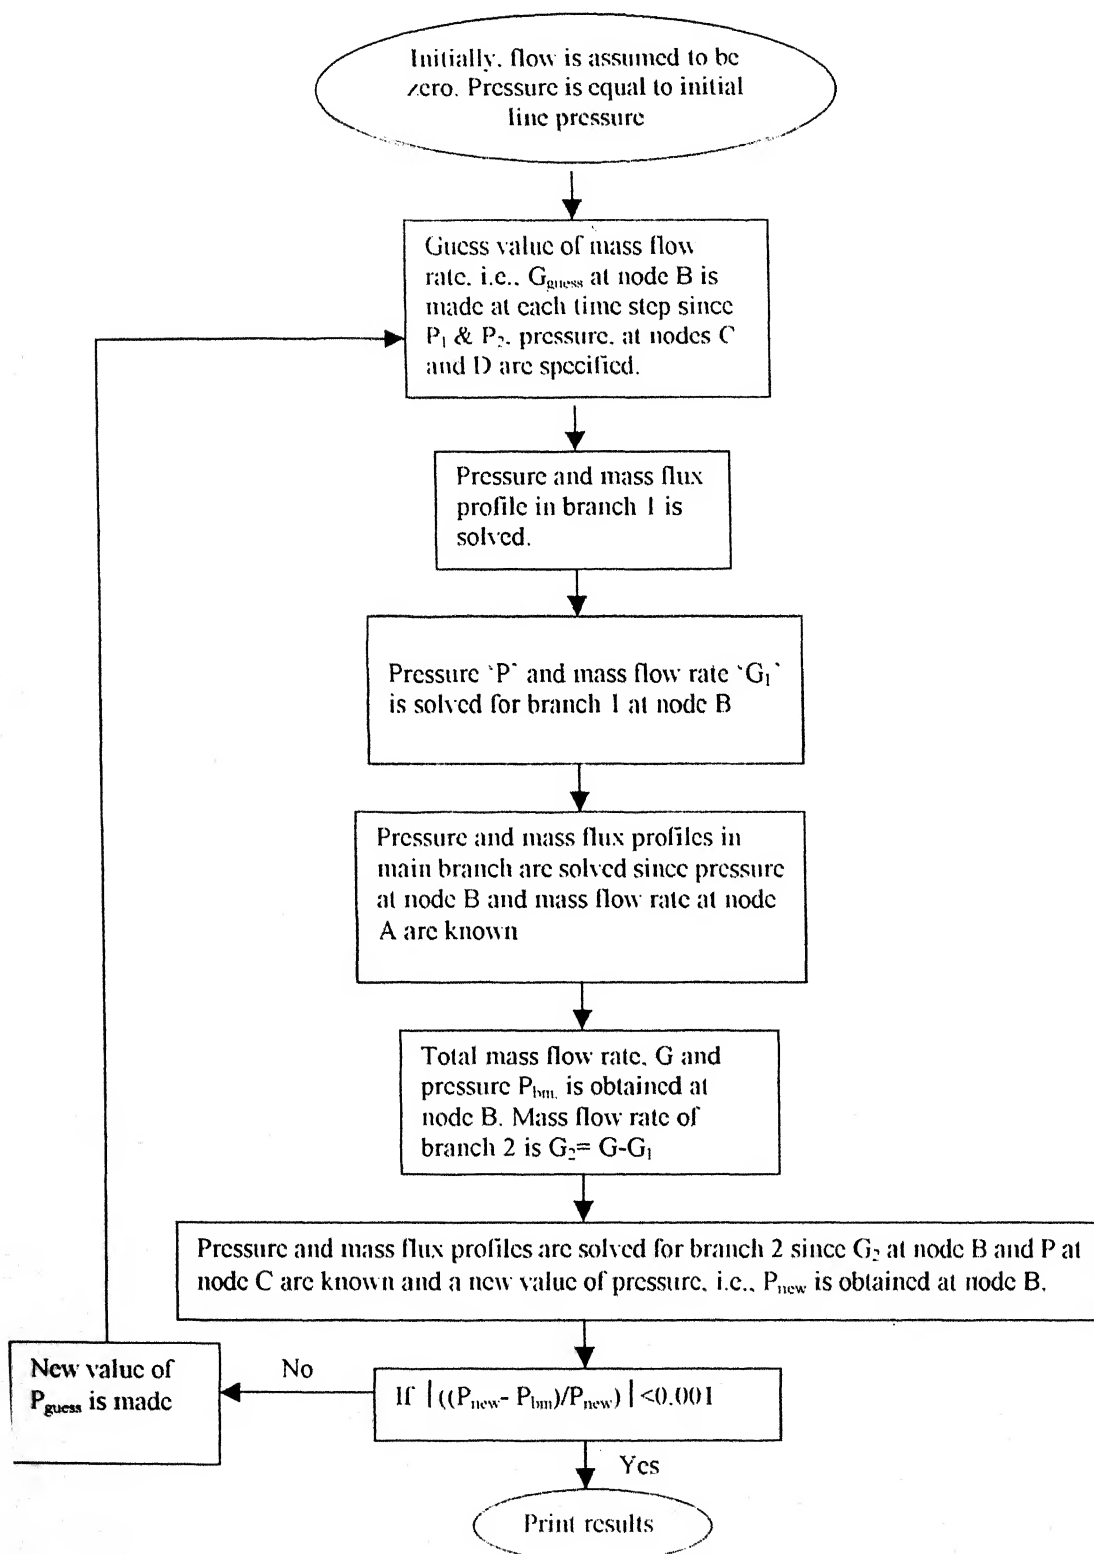 Initially, flow is assumed to be
zero. Pressure is equal to initial
line pressure
Guess value of mass flow
rate, i.e., G_guess at node B is
made at each time step since
P₁ & P₂, pressure, at nodes C
and D are specified.
Pressure and mass flux
profile in branch 1 is
solved.
Pressure ‘P’ and mass flow rate ‘G₁’
is solved for branch 1 at node B
Pressure and mass flux profiles in
main branch are solved since pressure
at node B and mass flow rate at node
A are known
Total mass flow rate, G and
pressure P_bm, is obtained at
node B. Mass flow rate of
branch 2 is G₂= G-G₁
Pressure and mass flux profiles are solved for branch 2 since G₂ at node B and P at
node C are known and a new value of pressure, i.e., P_new is obtained at node B.
New value of
P_guess is made
No
If |((P_new- P_bm)/P_new)| <0.001
Yes
Print results